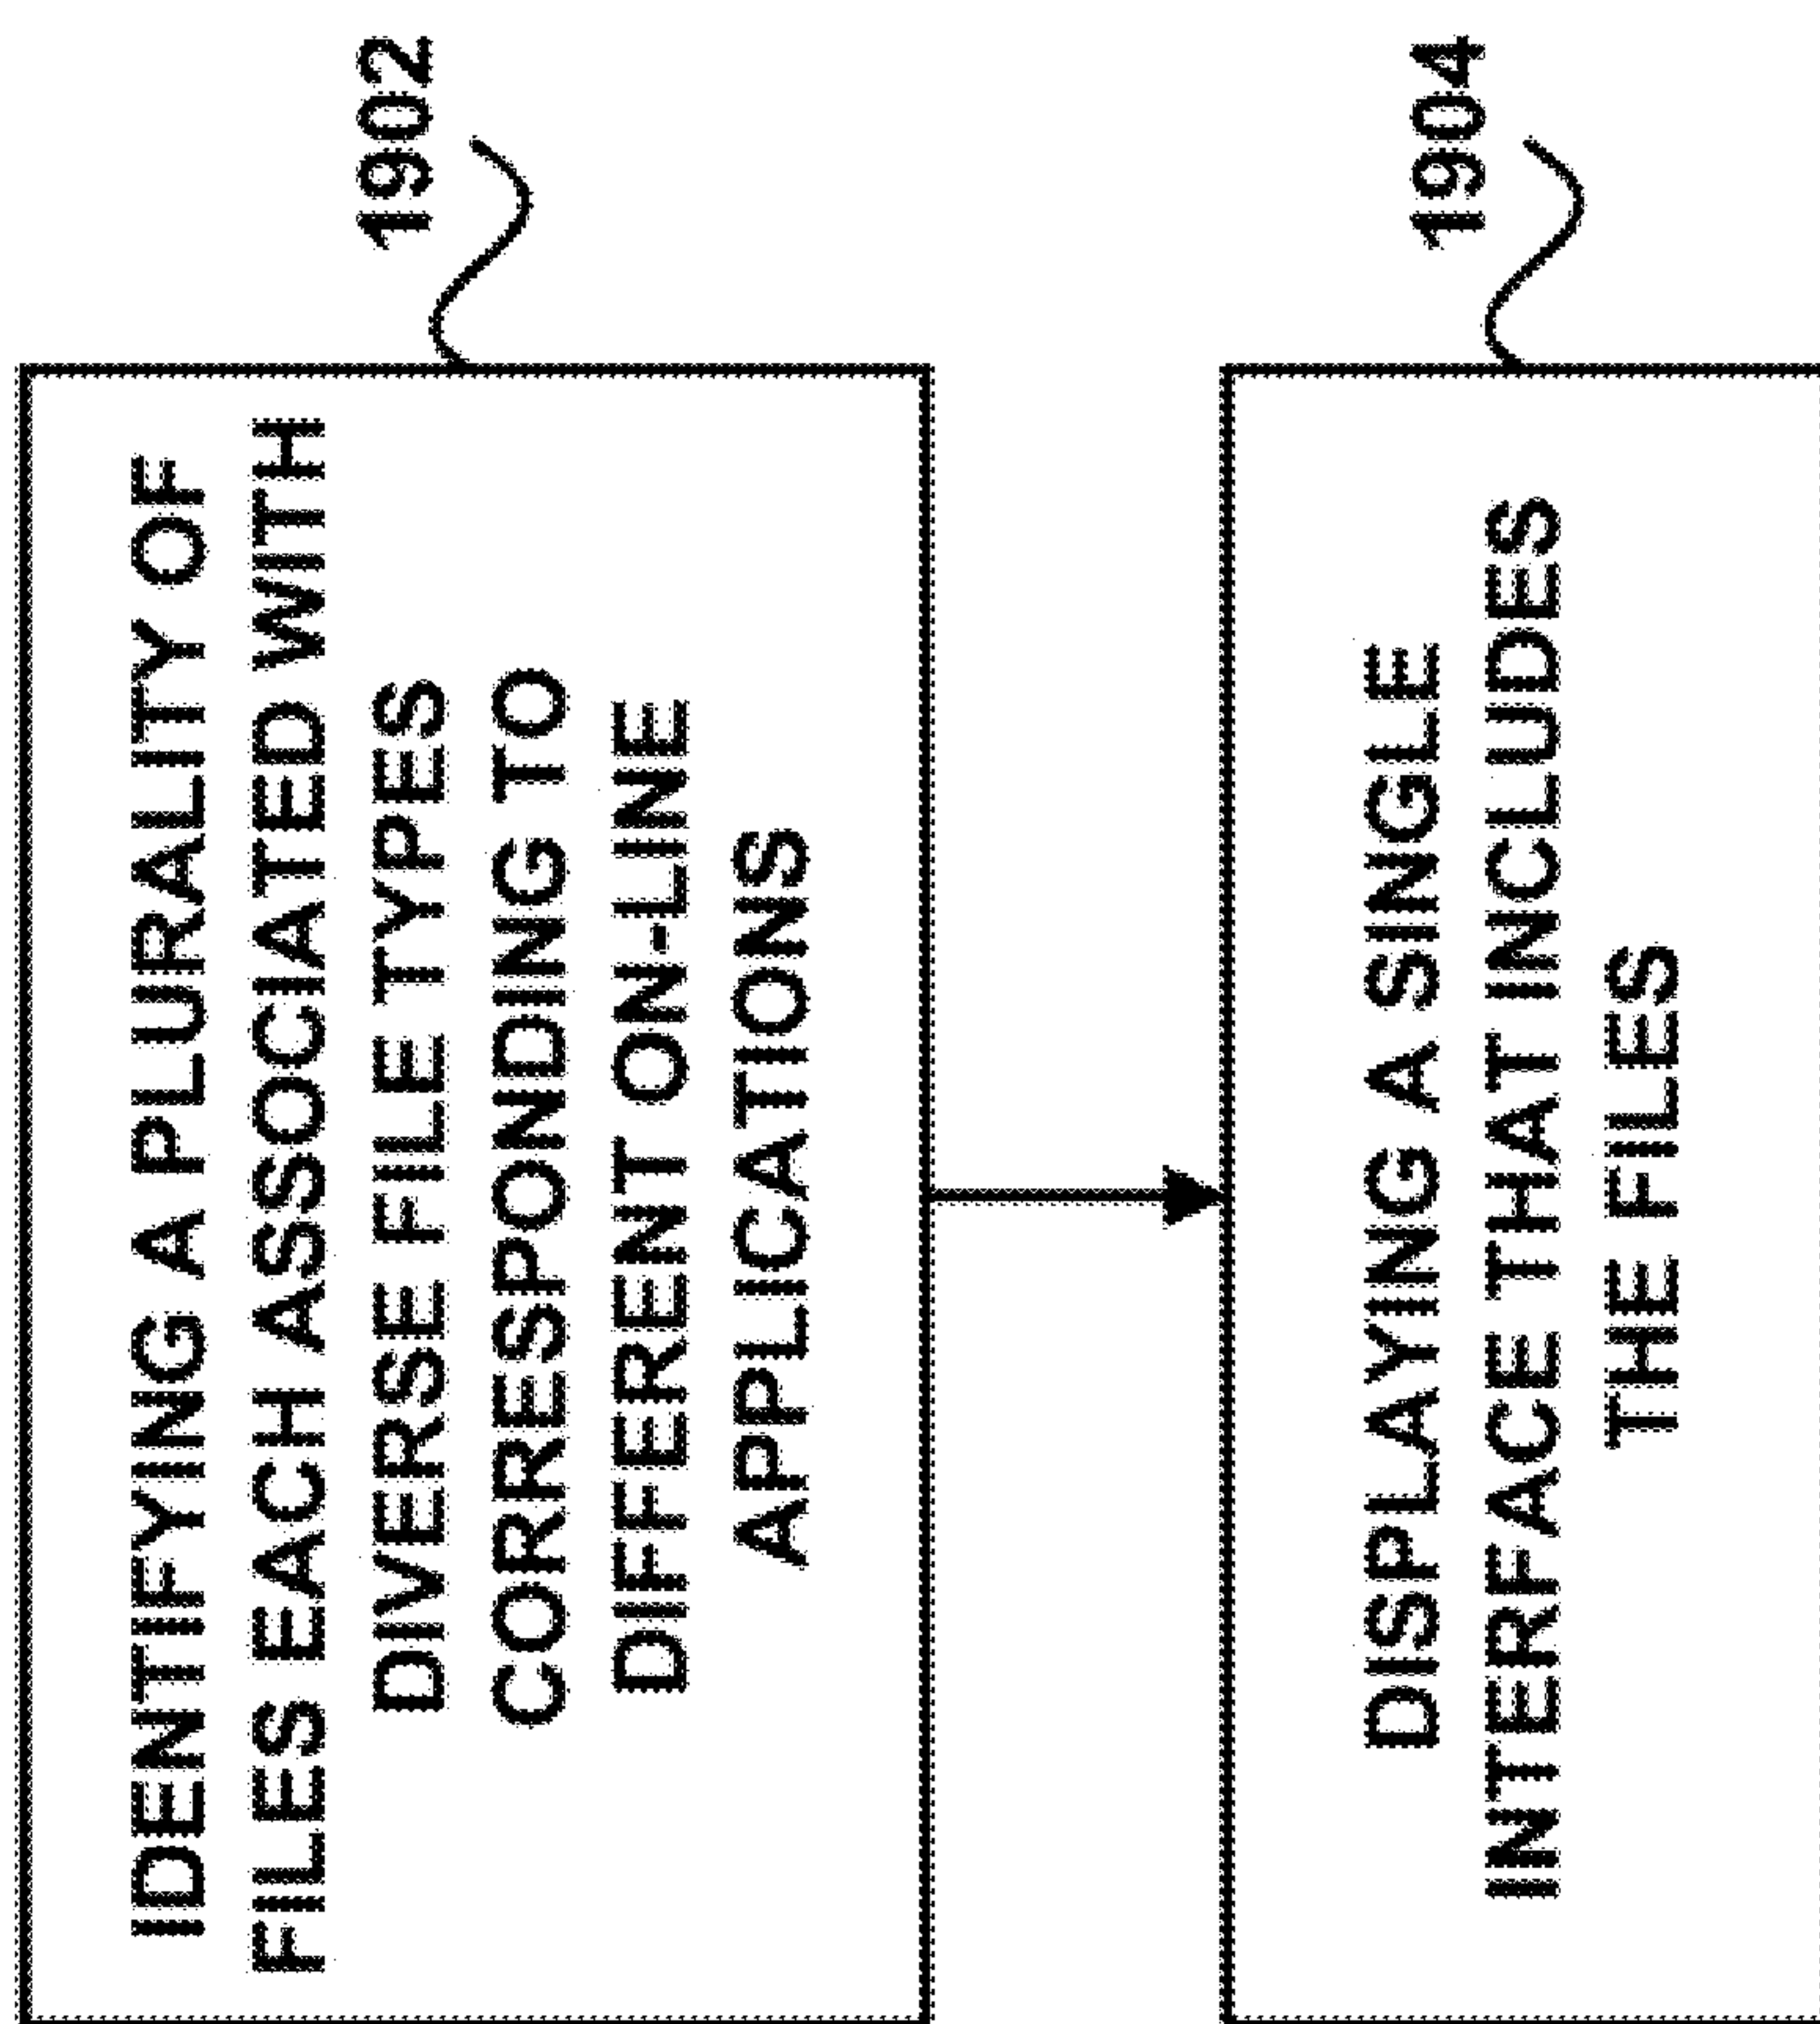 IDENTIFYING A PLURALITY OF
FILES EACH ASSOCIATED WITH
DIVERSE FILE TYPES
CORRESPONDING TO
DIFFERENT ON-LINE
APPLICATIONS
1902
DISPLAYING A SINGLE
INTERFACE THAT INCLUDES
THE FILES
1904